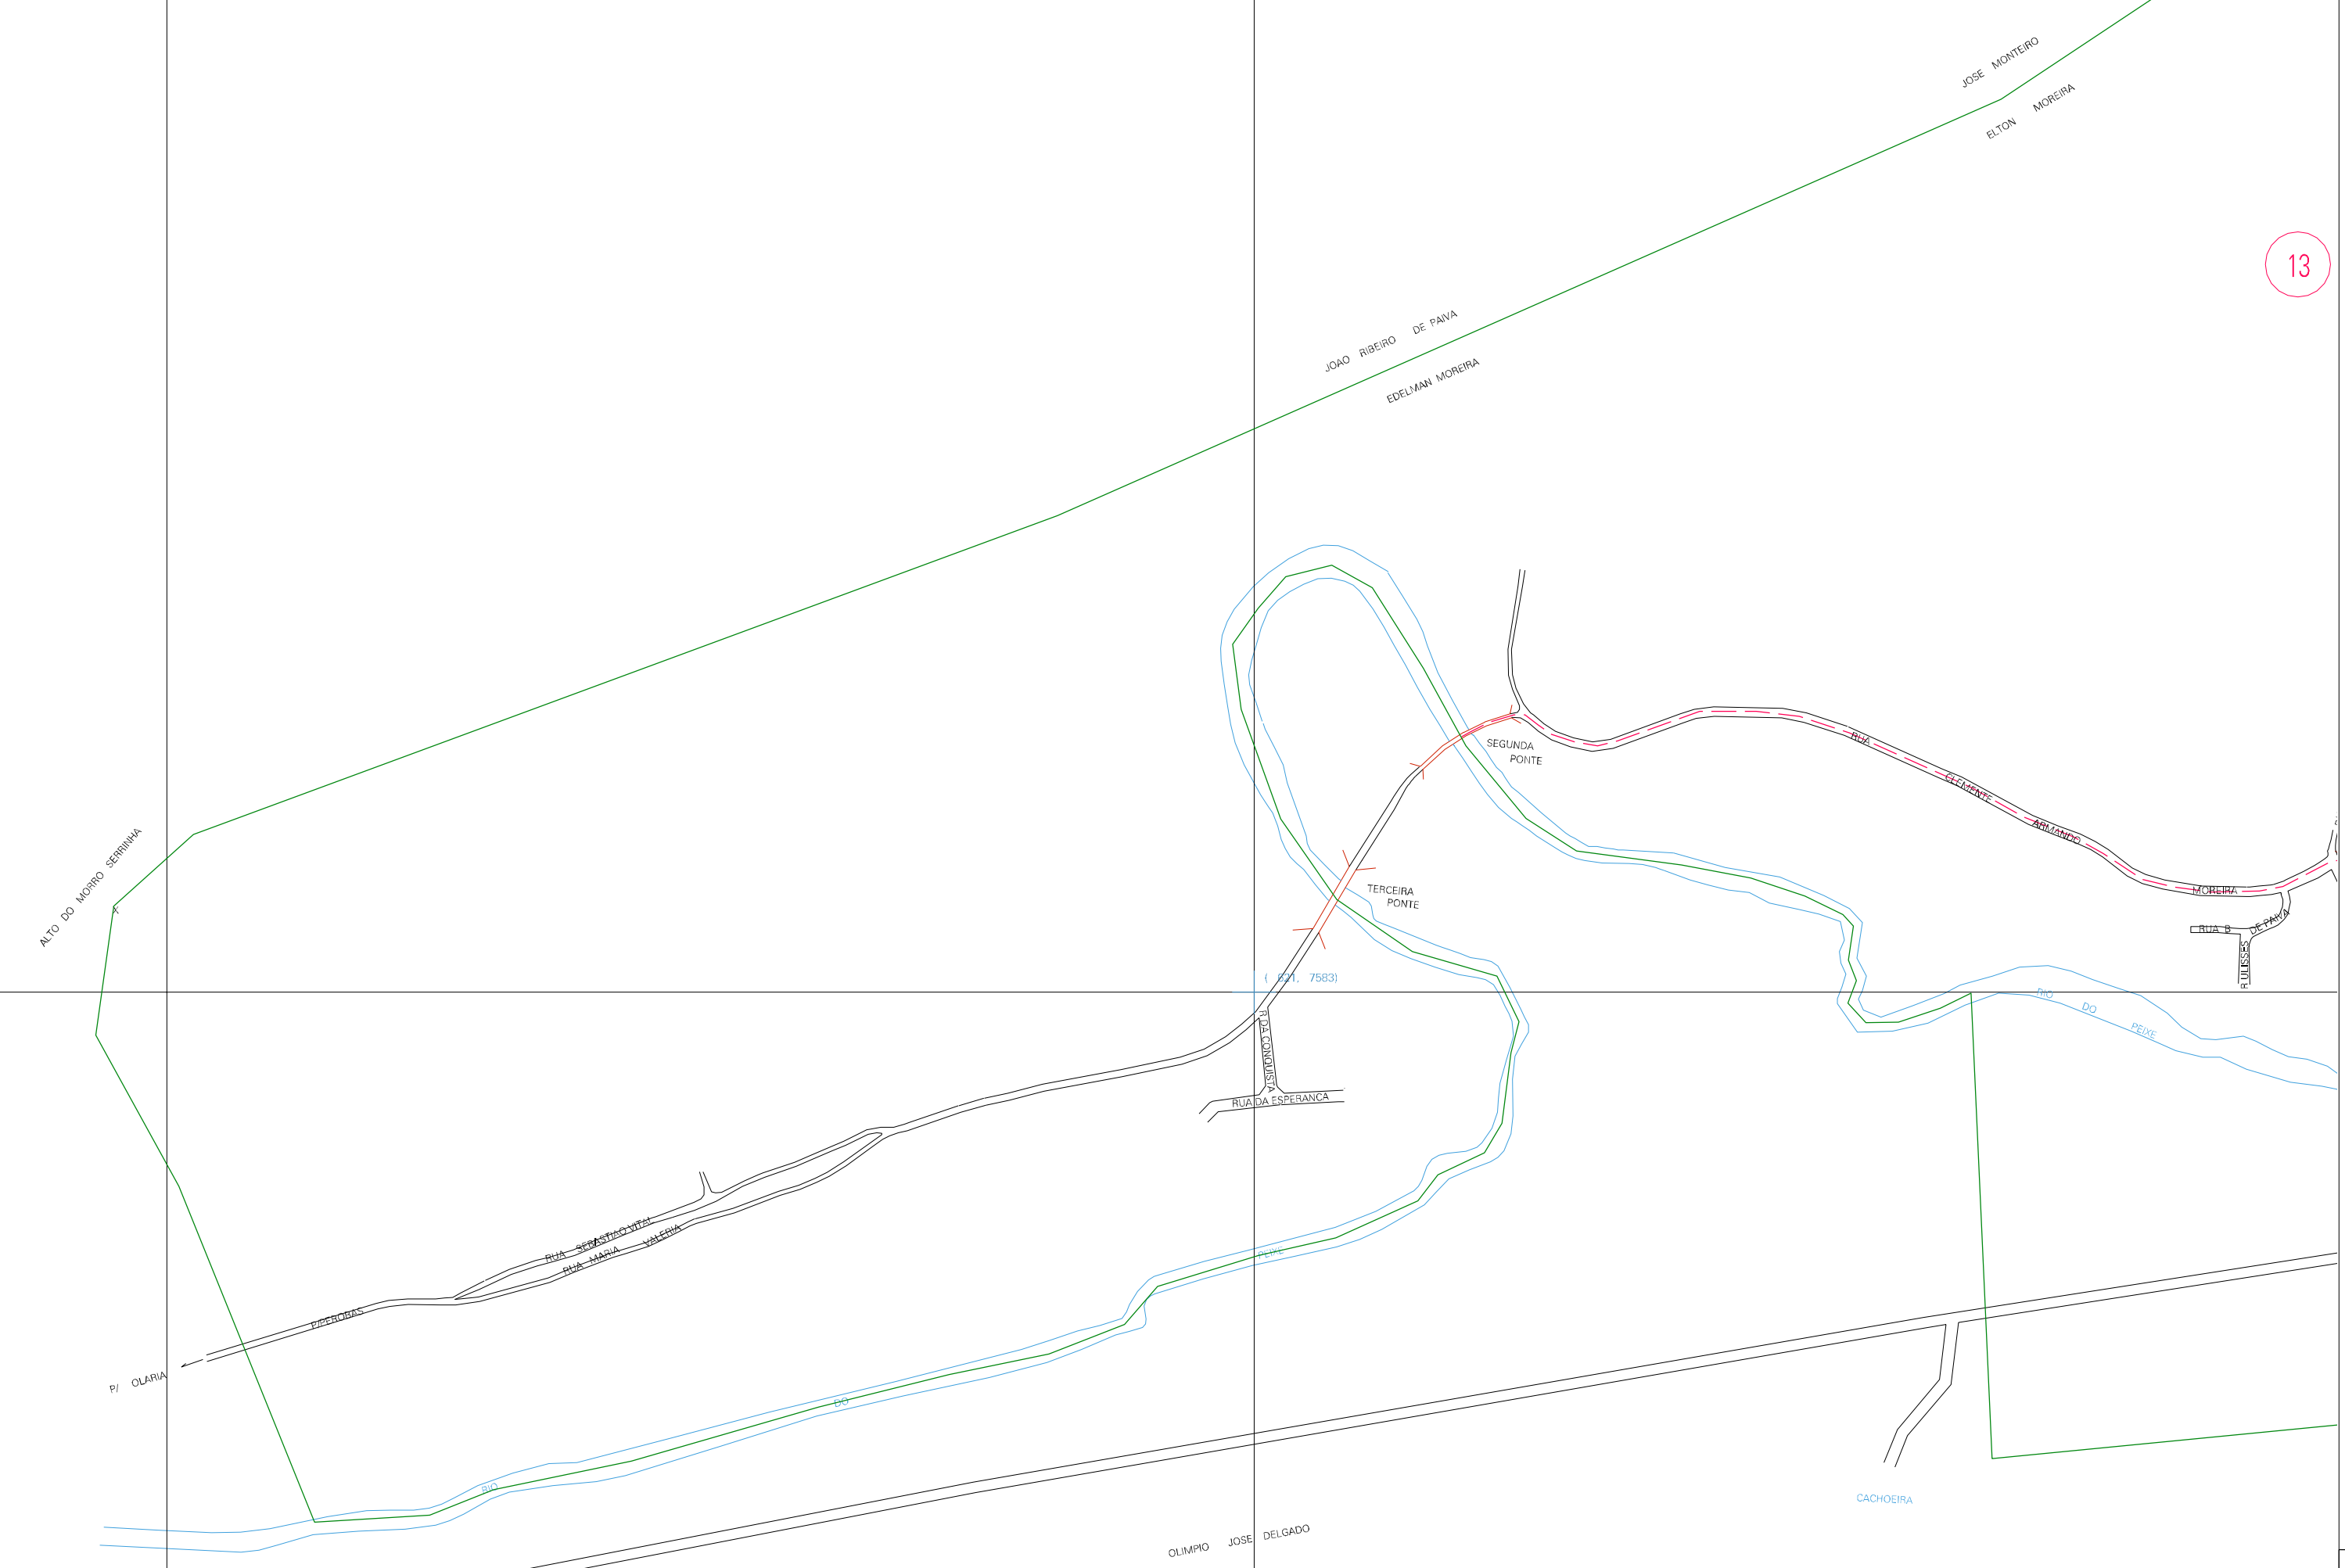 JOSE MONTEIRO
ELTON MOREIRA
13
JOAO RIBEIRO DE PAIVA
EDELMAN MOREIRA
SEGUNDA
PONTE
RUA CLEMENTE ARMANDO MOREIRA
ALTO DO MORRO SERRINHA
X
TERCEIRA
PONTE
RUA B
R ULISSES DE PAIVA
( 621, 7583)
RIO DO PEIXE
R DA CONQUISTA
RUA DA ESPERANCA
RUA SEBASTIAO VITAL
RUA MARIA VALERIA
P/PEROBAS
P/ OLARIA
RIO DO PEIXE
CACHOEIRA
OLIMPIO JOSE DELGADO